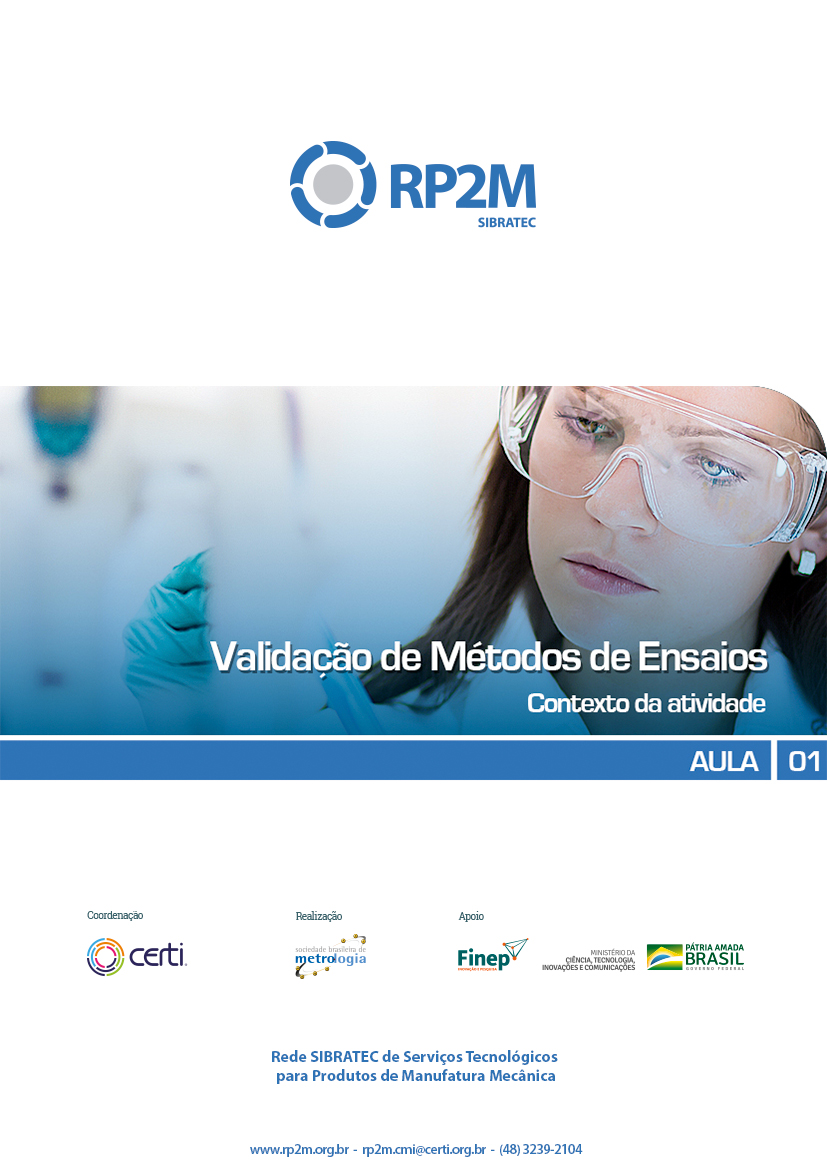 RP2M
SIBRATEC
Validação de Métodos de Ensaios
Contexto da atividade
AULA 01
Coordenação
Realização
Apoio
certi
sociedade brasileira de
metrologia
Finep
INOVAÇÃO E PESQUISA
MINISTÉRIO DA
CIÊNCIA, TECNOLOGIA,
INOVAÇÕES E COMUNICAÇÕES
PÁTRIA AMADA
BRASIL
GOVERNO FEDERAL
Rede SIBRATEC de Serviços Tecnológicos
para Produtos de Manufatura Mecânica
www.rp2m.org.br - rp2m.cmi@certi.org.br - (48) 3239-2104